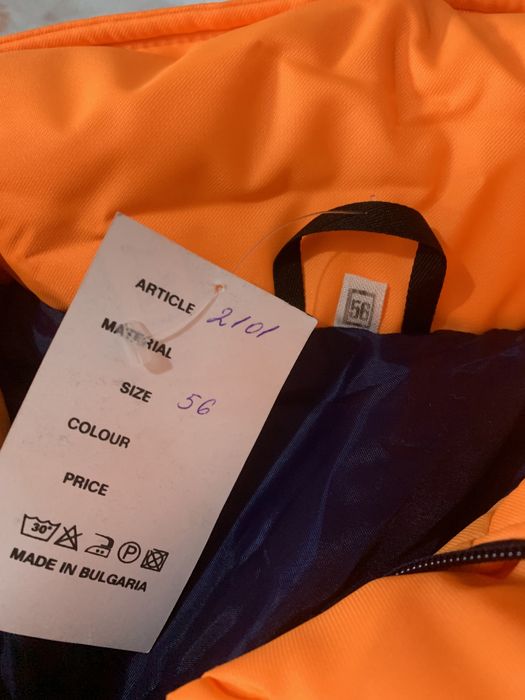 ARTICLE 2101
MATERIAL
SIZE 56
COLOUR
PRICE
30° P
MADE IN BULGARIA
56